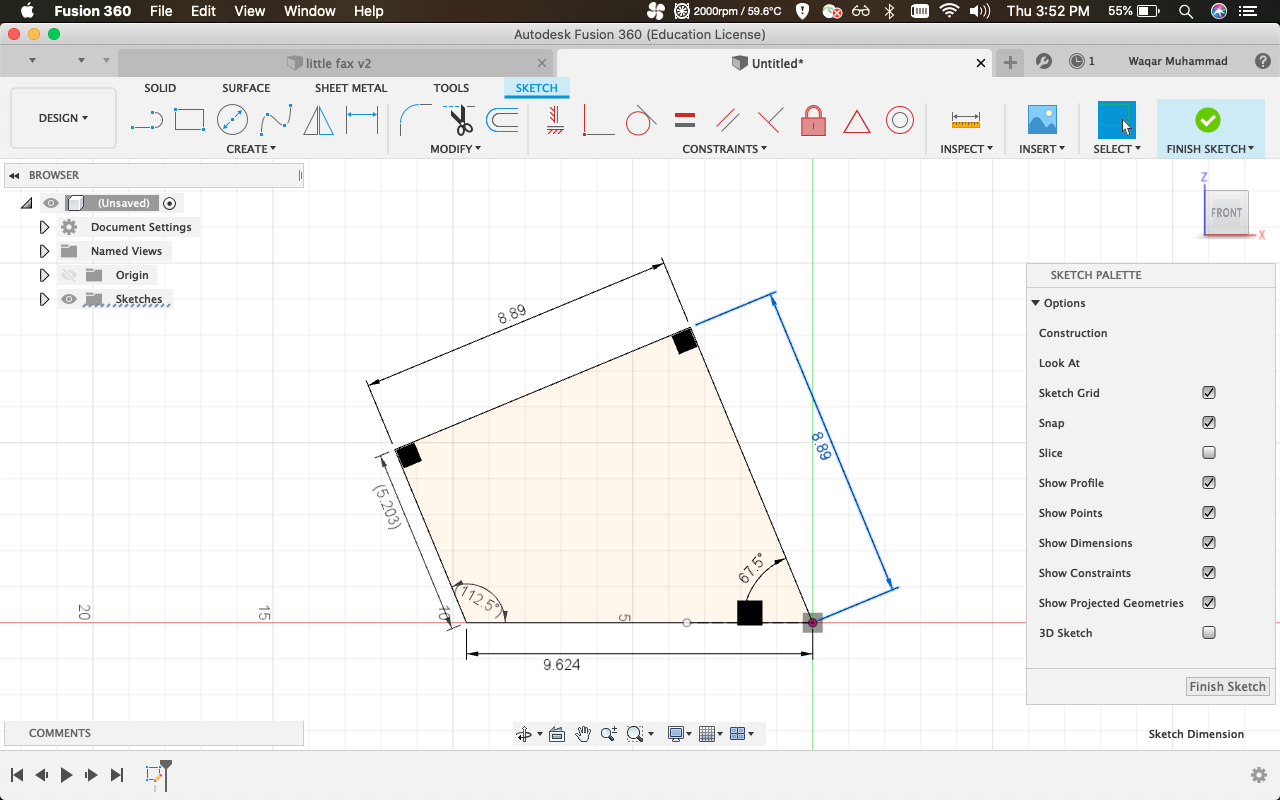 Fusion 360 File Edit View Window Help 2000rpm / 59.6°C Thu 3:52 PM 55%
Autodesk Fusion 360 (Education License)
little fax v2 Untitled* 1 Waqar Muhammad
SOLID SURFACE SHEET METAL TOOLS SKETCH
DESIGN
CREATE MODIFY CONSTRAINTS INSPECT INSERT SELECT FINISH SKETCH
BROWSER
(Unsaved)
Document Settings
Named Views
Origin
Sketches
Z
FRONT
X
SKETCH PALETTE
Options
Construction
Look At
Sketch Grid
Snap
Slice
Show Profile
Show Points
Show Dimensions
Show Constraints
Show Projected Geometries
3D Sketch
Finish Sketch
8.89
8.89
(5.203)
(112.5°)
67.5°
20 15 10 5
9.624
COMMENTS
Sketch Dimension